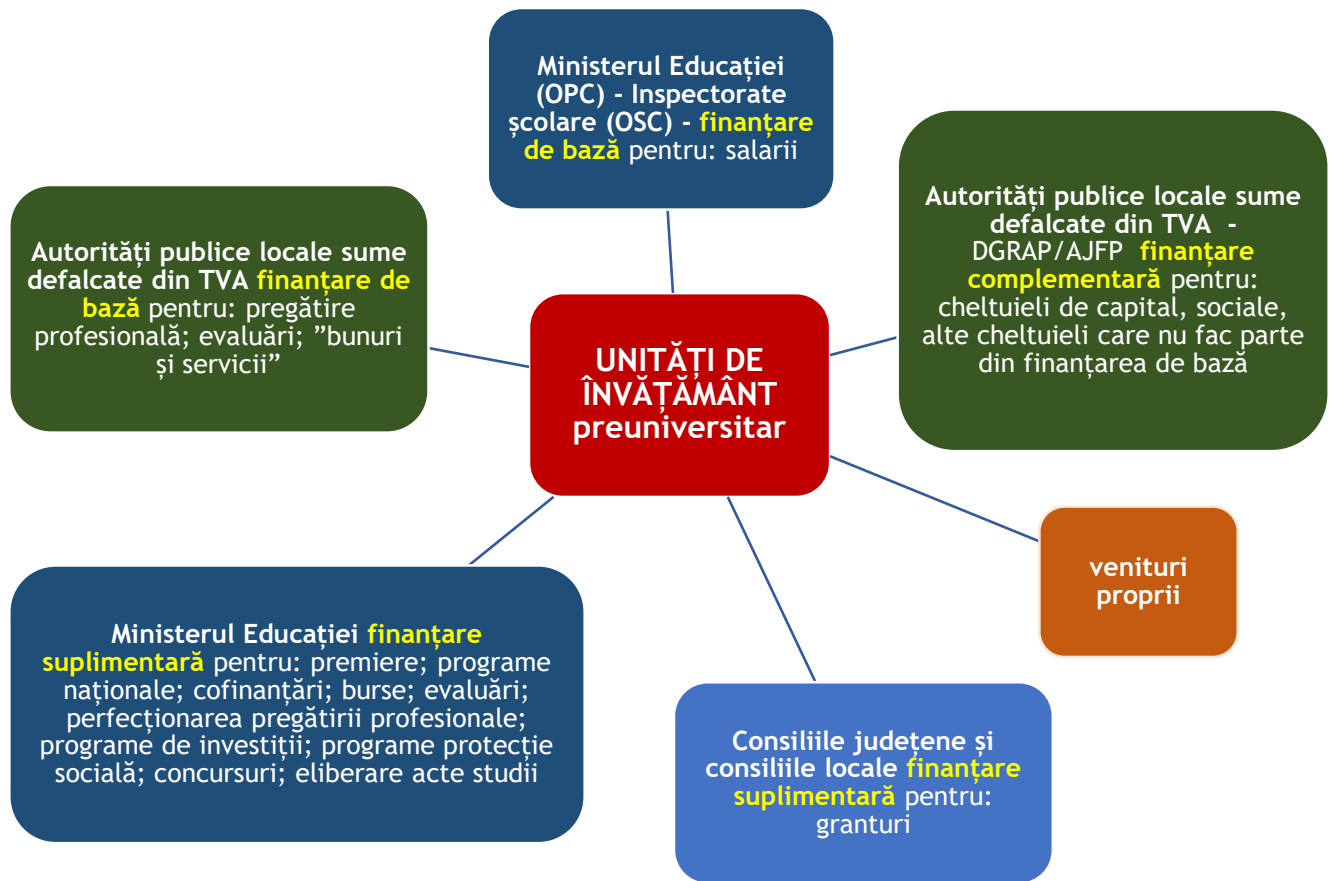 Ministerul Educației
(OPC) - Inspectorate
școlare (OSC) - finanțare
de bază pentru: salarii
Autorități publice locale sume
defalcate din TVA -
DGRAP/AJFP finanțare
complementară pentru:
cheltuieli de capital, sociale,
alte cheltuieli care nu fac parte
din finanțarea de bază
Autorități publice locale sume
defalcate din TVA finanțare de
bază pentru: pregătire
profesională; evaluări; ”bunuri
și servicii”
UNITĂȚI DE
ÎNVĂȚĂMÂNT
preuniversitar
venituri
proprii
Ministerul Educației finanțare
suplimentară pentru: premiere; programe
naționale; cofinanțări; burse; evaluări;
perfecționarea pregătirii profesionale;
programe de investiții; programe protecție
socială; concursuri; eliberare acte studii
Consiliile județene și
consiliile locale finanțare
suplimentară pentru:
granturi